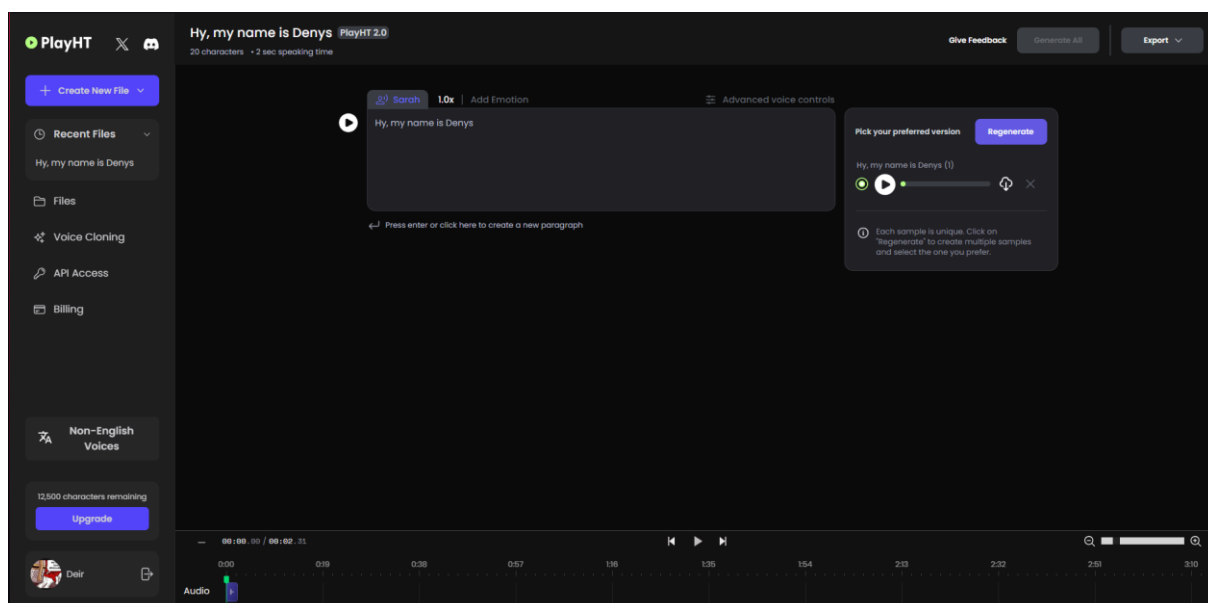 PlayHT
Hy, my name is Denys PlayHT 2.0
20 characters • 2 sec speaking time
Give Feedback
Generate All
Export
Create New File
Recent Files
Hy, my name is Denys
Files
Voice Cloning
API Access
Billing
Non-English
Voices
12,500 characters remaining
Upgrade
Deir
Sarah 1.0x | Add Emotion
Advanced voice controls
Hy, my name is Denys
Press enter or click here to create a new paragraph
Pick your preferred version
Regenerate
Hy, my name is Denys (1)
Each sample is unique. Click on
"Regenerate" to create multiple samples
and select the one you prefer.
00:00.00 / 00:02.31
0:00 0:19 0:38 0:57 1:16 1:35 1:54 2:13 2:32 2:51 3:10
Audio